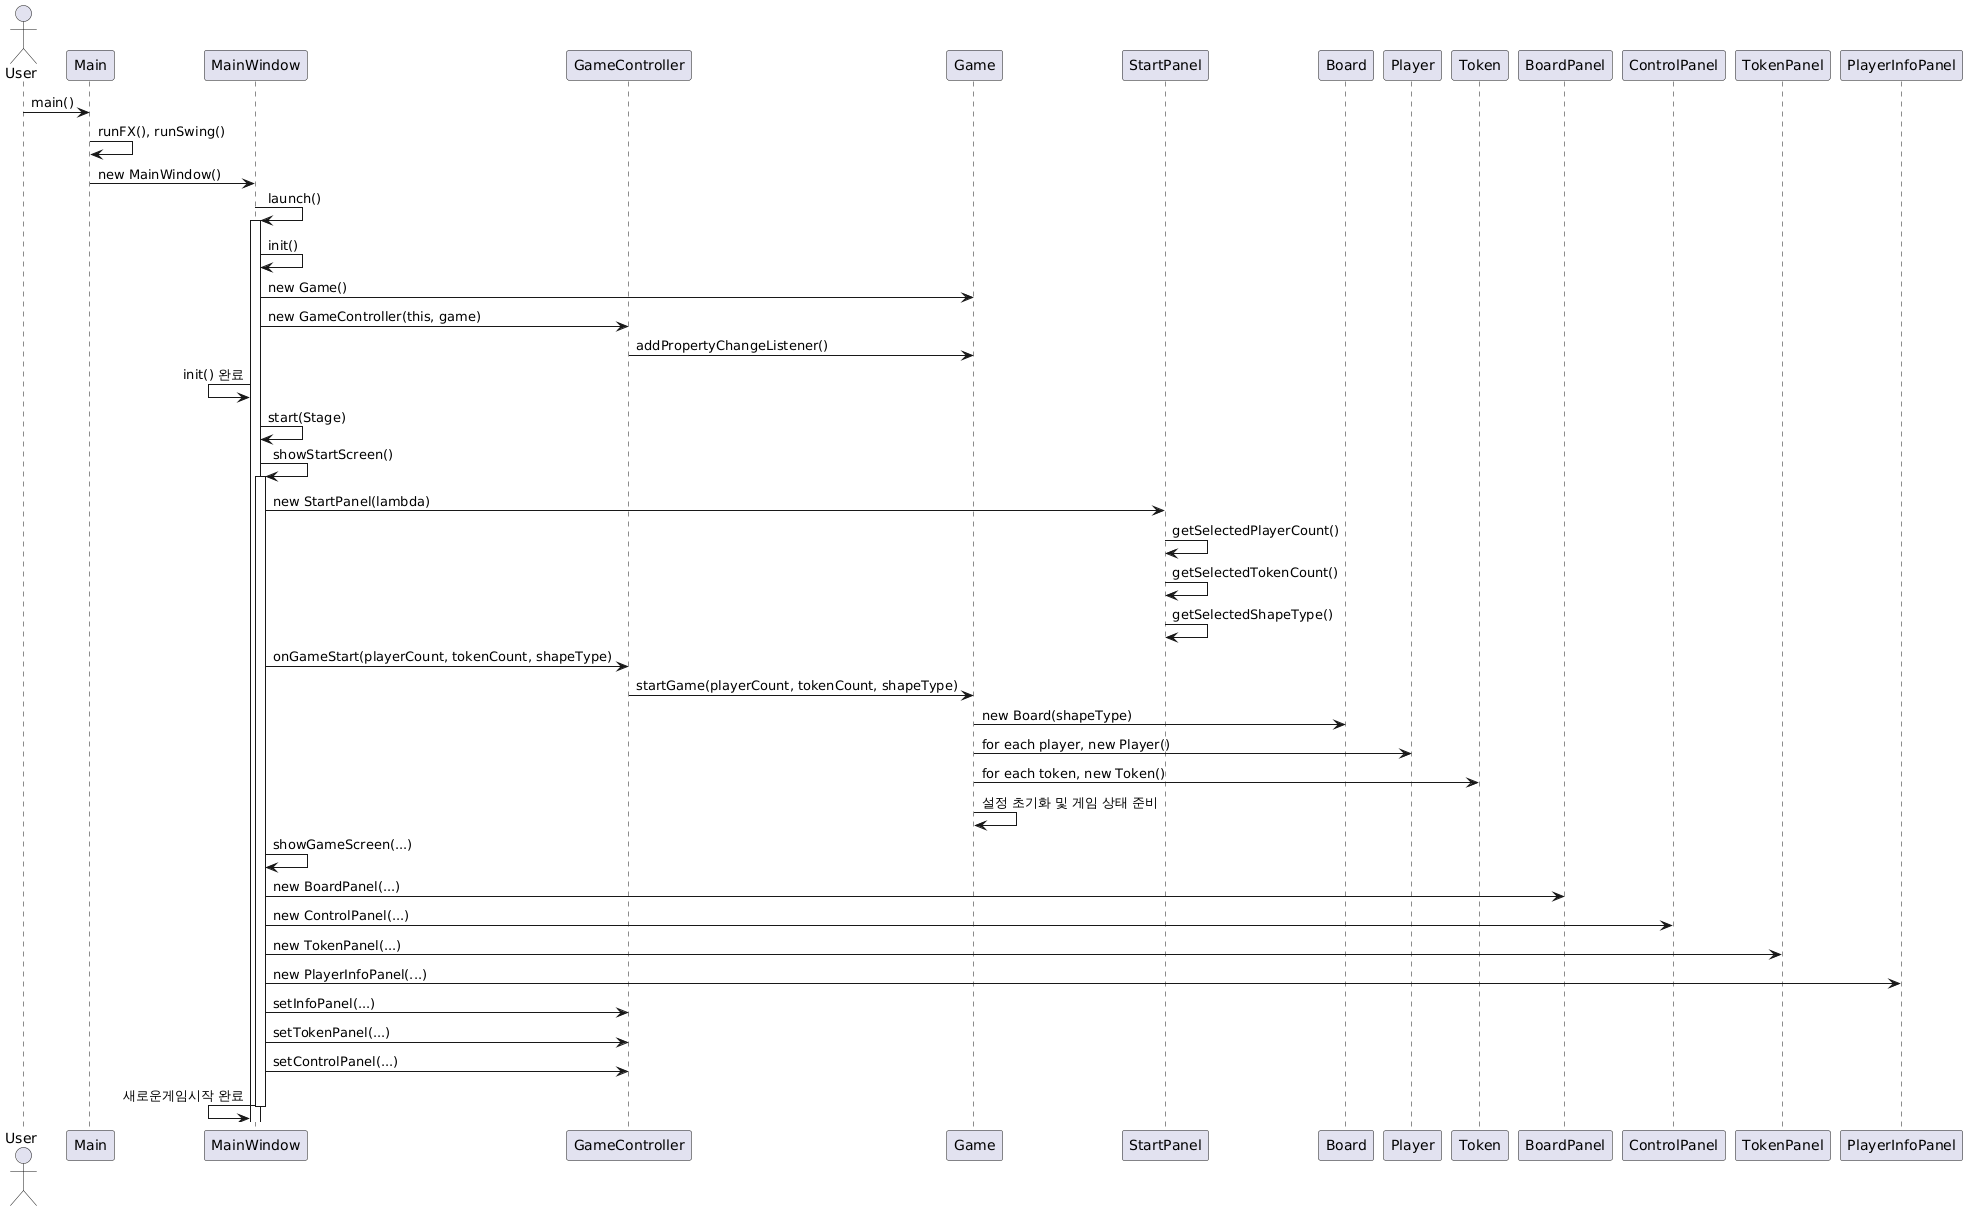 User
Main
MainWindow
GameController
Game
StartPanel
Board
Player
Token
BoardPanel
ControlPanel
TokenPanel
PlayerInfoPanel
main()
runFX(), runSwing()
new MainWindow()
launch()
init()
new Game()
new GameController(this, game)
addPropertyChangeListener()
init() 완료
start(Stage)
showStartScreen()
new StartPanel(lambda)
getSelectedPlayerCount()
getSelectedTokenCount()
getSelectedShapeType()
onGameStart(playerCount, tokenCount, shapeType)
startGame(playerCount, tokenCount, shapeType)
new Board(shapeType)
for each player, new Player()
for each token, new Token()
설정 초기화 및 게임 상태 준비
showGameScreen(...)
new BoardPanel(...)
new ControlPanel(...)
new TokenPanel(...)
new PlayerInfoPanel(...)
setInfoPanel(...)
setTokenPanel(...)
setControlPanel(...)
새로운게임시작 완료
User
Main
MainWindow
GameController
Game
StartPanel
Board
Player
Token
BoardPanel
ControlPanel
TokenPanel
PlayerInfoPanel